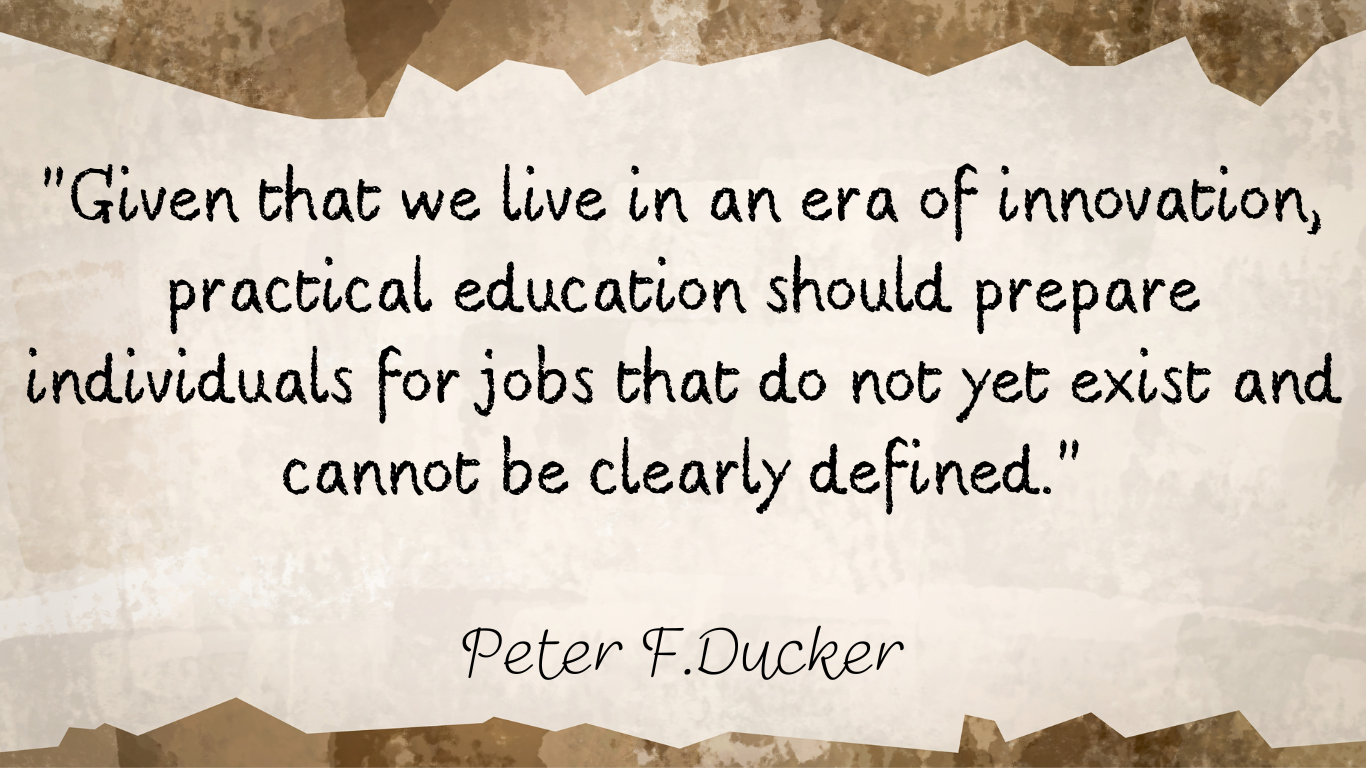 "Given that we live in an era of innovation,
practical education should prepare
individuals for jobs that do not yet exist and
cannot be clearly defined."
Peter F.Ducker